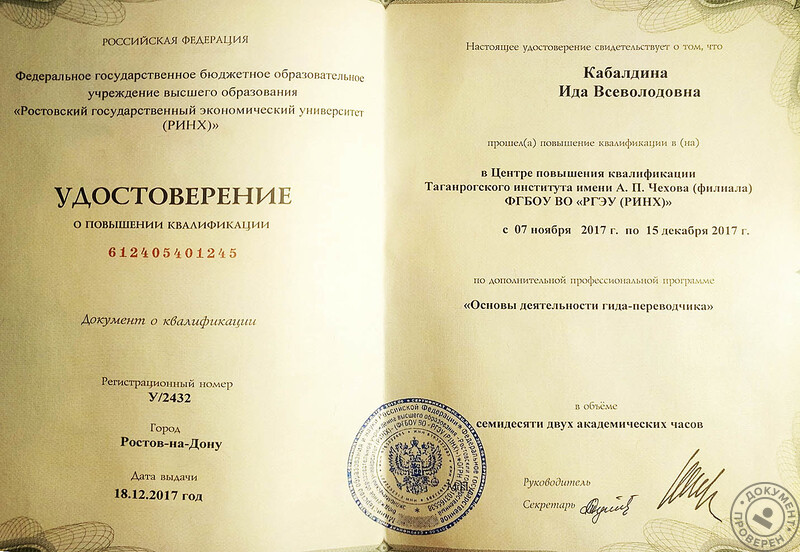 РОССИЙСКАЯ ФЕДЕРАЦИЯ
Федеральное государственное бюджетное образовательное
учреждение высшего образования
«Ростовский государственный экономический университет
(РИНХ)»
УДОСТОВЕРЕНИЕ
О ПОВЫШЕНИИ КВАЛИФИКАЦИИ
612405401245
Документ о квалификации
Регистрационный номер
У/2432
Город
Ростов-на-Дону
Дата выдачи
18.12.2017 год
Настоящее удостоверение свидетельствует о том, что
Кабалдина
Ида Всеволодовна
прошел(а) повышение квалификации в (на)
в Центре повышения квалификации
Таганрогского института имени А. П. Чехова (филиала)
ФГБОУ ВО «РГЭУ (РИНХ)»
с 07 ноября 2017 г. по 15 декабря 2017 г.
по дополнительной профессиональной программе
«Основы деятельности гида-переводчика»
в объёме
семидесяти двух академических часов
М.П.
Руководитель
Секретарь
ДОКУМЕНТ ПРОВЕРЕН